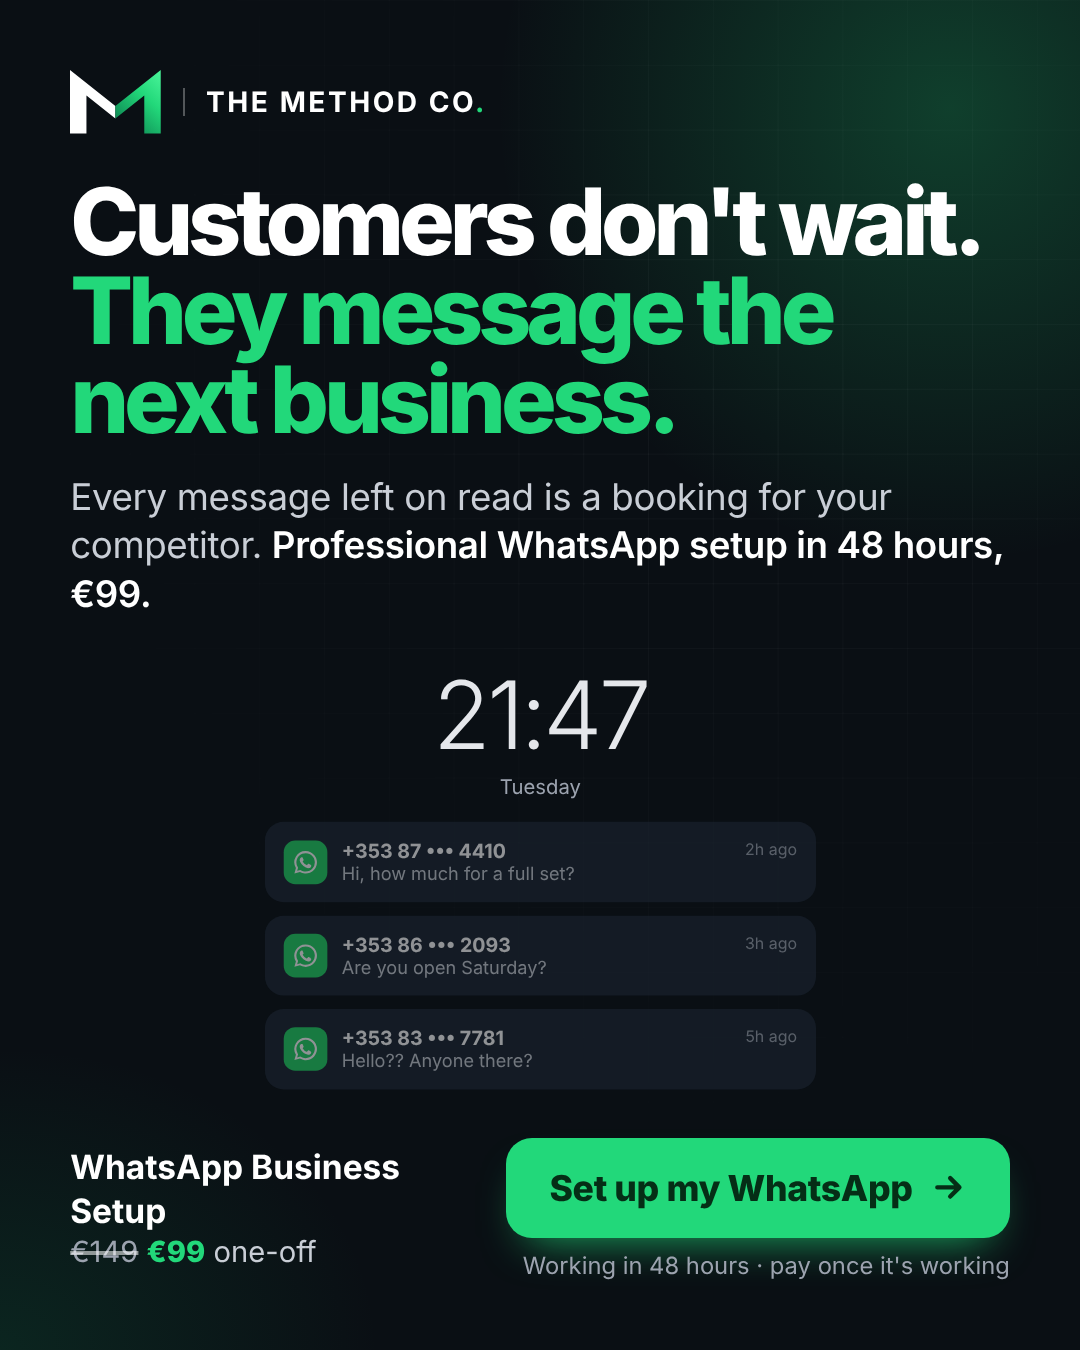 THE METHOD CO.
Customers don't wait.
They message the
next business.
Every message left on read is a booking for your
competitor. Professional WhatsApp setup in 48 hours,
€99.
21:47
Tuesday
+353 87 ••• 4410 2h ago
Hi, how much for a full set?
+353 86 ••• 2093 3h ago
Are you open Saturday?
+353 83 ••• 7781 5h ago
Hello?? Anyone there?
WhatsApp Business
Setup
€149 €99 one-off
Set up my WhatsApp →
Working in 48 hours · pay once it's working